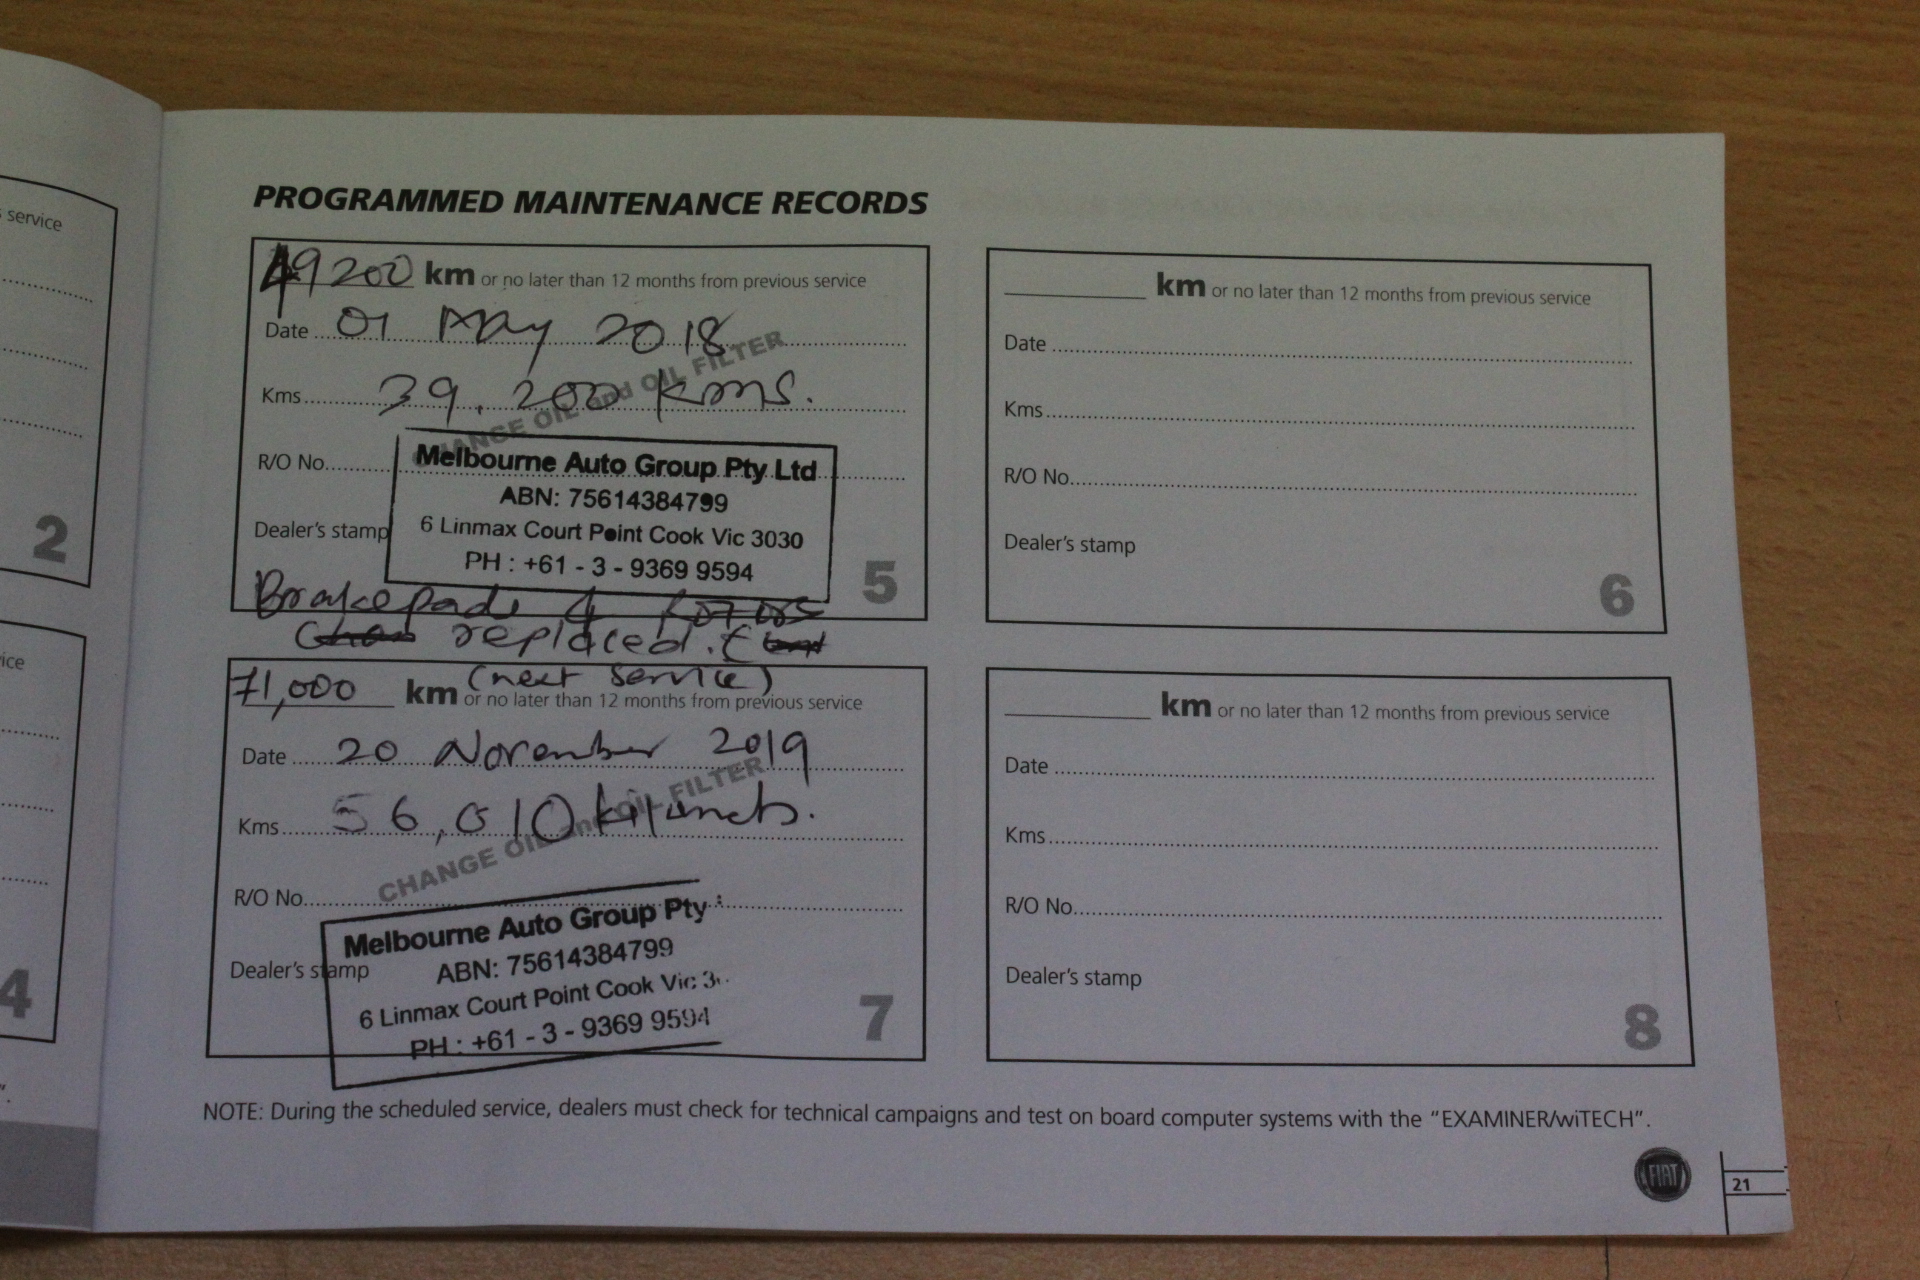 service
2
ice
4
PROGRAMMED MAINTENANCE RECORDS
49200 km or no later than 12 months from previous service
Date 01 May 2018
Kms 39.200 kms.
CHANGE OIL and OIL FILTER
R/O No.
Dealer's stamp
Melbourne Auto Group Pty Ltd
ABN: 75614384799
6 Linmax Court Point Cook Vic 3030
PH : +61 - 3 - 9369 9594
5
Brake pads & rotors
replaced.
71,000 km (next service)
or no later than 12 months from previous service
Date 20 November 2019
Kms 56,010
CHANGE OIL and OIL FILTER
R/O No.
Dealer's stamp
Melbourne Auto Group Pty
ABN: 75614384799
6 Linmax Court Point Cook Vic 3
PH : +61 - 3 - 9369 9594
7
km or no later than 12 months from previous service
Date
Kms
R/O No.
Dealer's stamp
6
km or no later than 12 months from previous service
Date
Kms
R/O No.
Dealer's stamp
8
NOTE: During the scheduled service, dealers must check for technical campaigns and test on board computer systems with the "EXAMINER/wiTECH".
FIAT
21